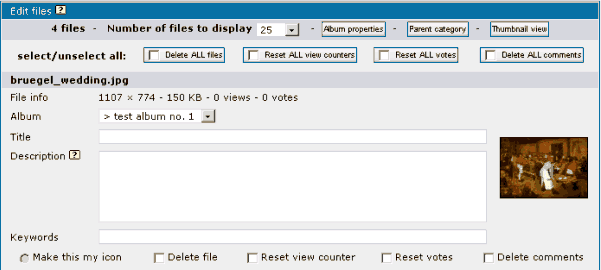 Edit files ?
4 files - Number of files to display 25 - Album properties - Parent category - Thumbnail view
select/unselect all: Delete ALL files Reset ALL view counters Reset ALL votes Delete ALL comments
bruegel_wedding.jpg
File info 1107 × 774 - 150 KB - 0 views - 0 votes
Album > test album no. 1
Title
Description ?
Keywords
Make this my icon Delete file Reset view counter Reset votes Delete comments